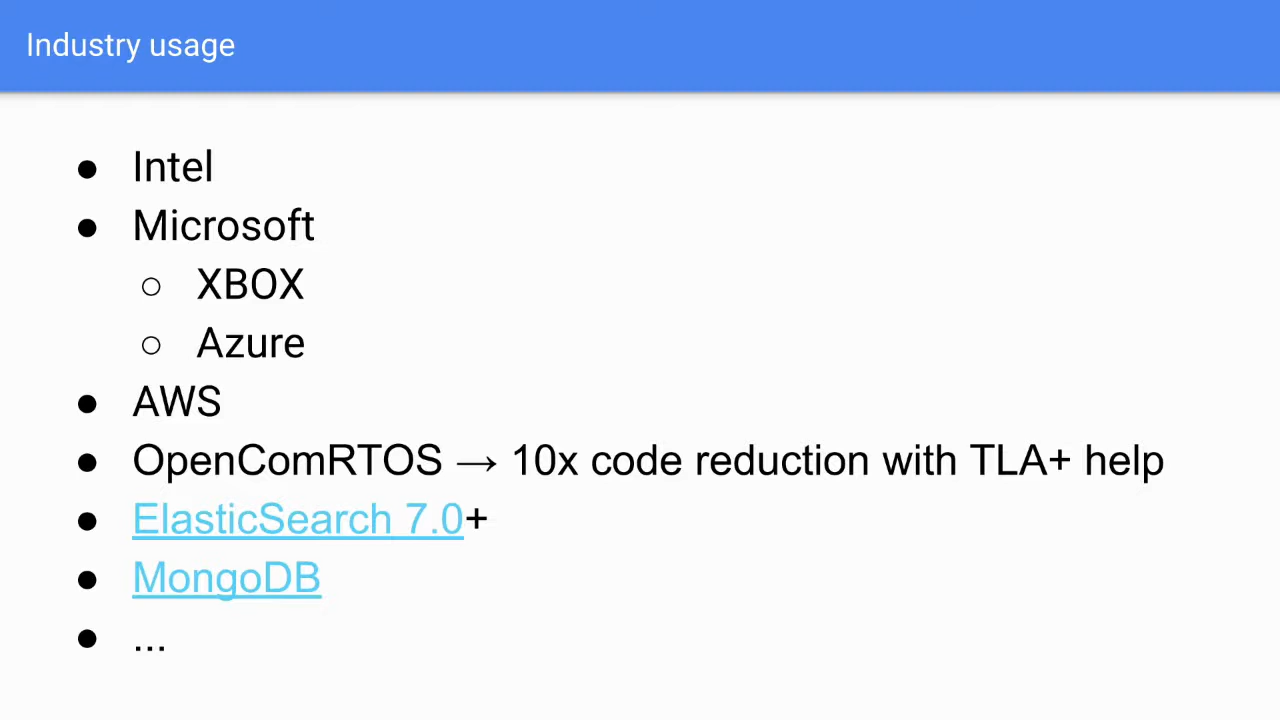 Industry usage
● Intel
● Microsoft
○ XBOX
○ Azure
● AWS
● OpenComRTOS → 10x code reduction with TLA+ help
● ElasticSearch 7.0+
● MongoDB
● ...